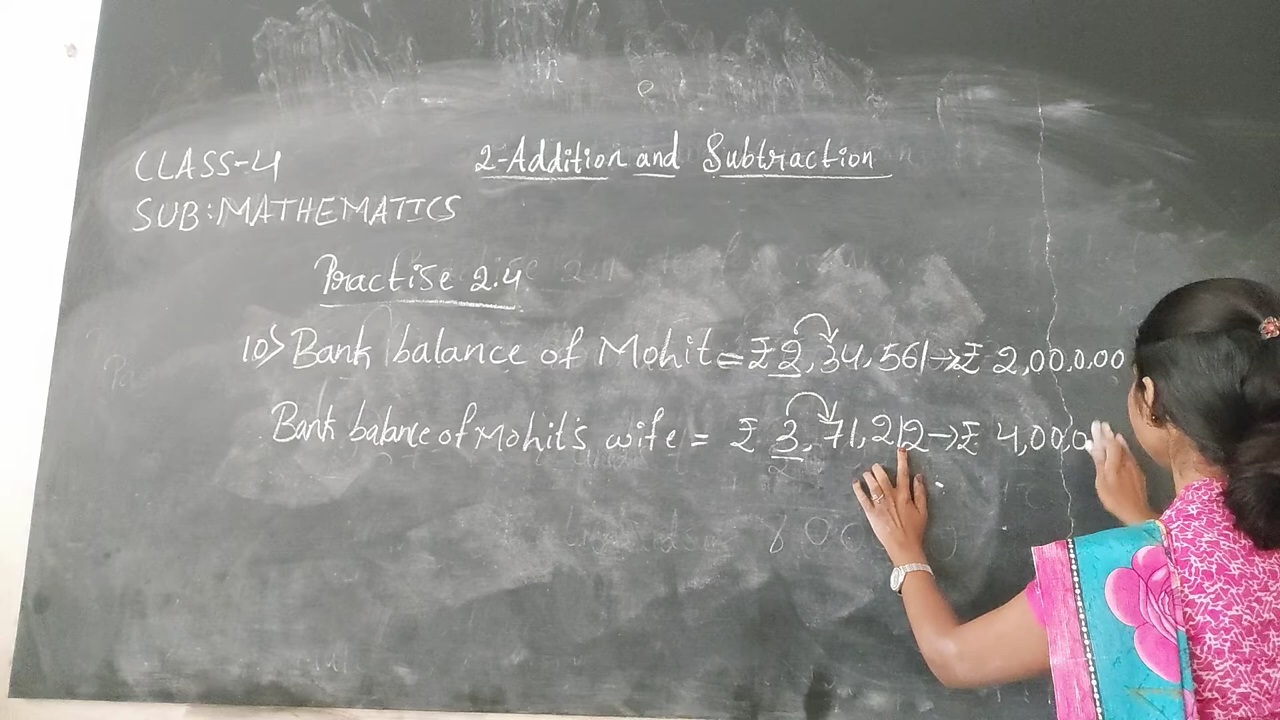 CLASS-4
2-Addition and Subtraction
SUB:MATHEMATICS
Practise 2.4
10> Bank balance of Mohit = ₹ 2,34,561 → ₹ 2,00,0,00
Bank balance of Mohit's wife = ₹ 3,71,212 → ₹ 4,00,0